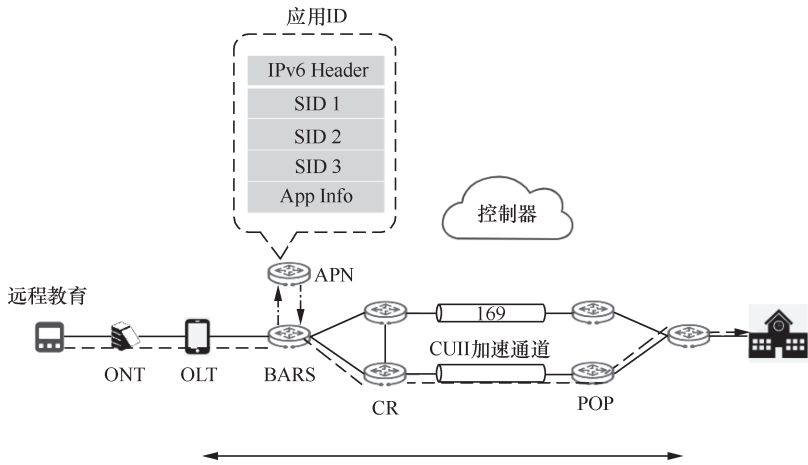 应用ID
IPv6 Header
SID 1
SID 2
SID 3
App Info
控制器
APN
远程教育
169
ONT
OLT
BARS
CUII加速通道
CR
POP